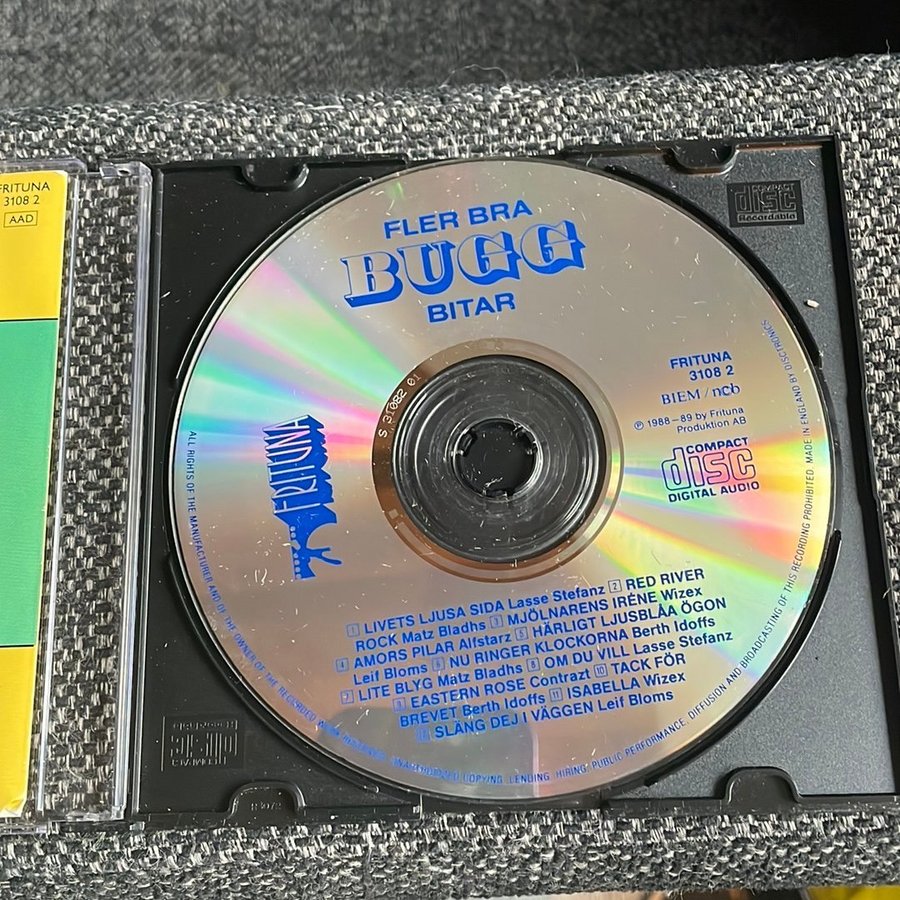 FRITUNA
3108 2
AAD
COMPACT
disc
Recordable
FLER BRA
BUGG
BITAR
FRITUNA
3108 2
BIEM / ncb
℗ 1988–89 by Frituna
Produktion AB
COMPACT
disc
DIGITAL AUDIO
FRITUNA
S 31082 01
1 LIVETS LJUSA SIDA Lasse Stefanz 2 RED RIVER
ROCK Matz Bladhs 3 MJÖLNARENS IRÉNE Wizex
4 AMORS PILAR Alfstarz 5 HÄRLIGT LJUSBLÅA ÖGON
Leif Bloms 6 NU RINGER KLOCKORNA Berth Idoffs
7 LITE BLYG Matz Bladhs 8 OM DU VILL Lasse Stefanz
9 EASTERN ROSE Contrazt 10 TACK FÖR
BREVET Berth Idoffs 11 ISABELLA Wizex
SLÄNG DEJ I VÄGGEN Leif Bloms
ALL RIGHTS OF THE MANUFACTURER AND OF THE OWNER OF THE RECORDED WORK RESERVED. UNAUTHORIZED COPYING, LENDING, HIRING, PUBLIC PERFORMANCE, DIFFUSION AND BROADCASTING OF THIS RECORDING PROHIBITED. MADE IN ENGLAND BY DISCTRONICS